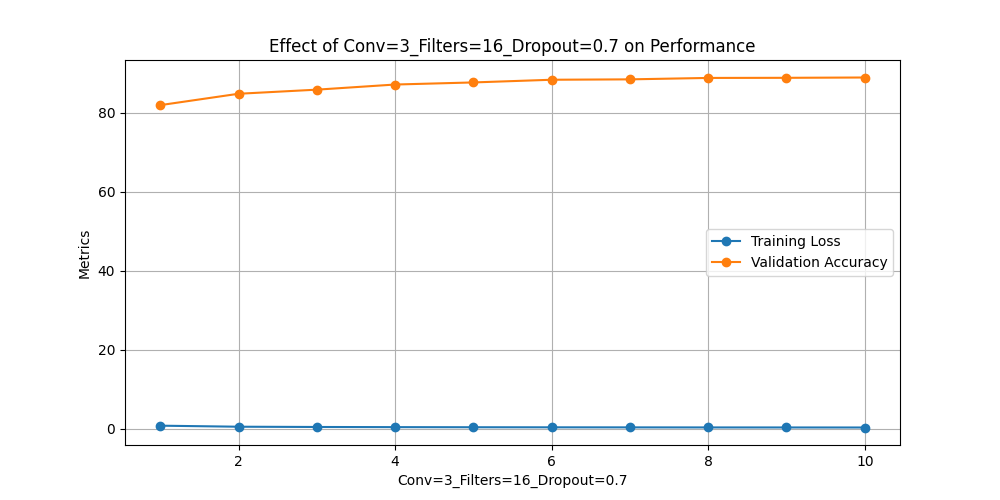 Effect of Conv=3_Filters=16_Dropout=0.7 on Performance
80
60
40
20
0
Metrics
Training Loss
Validation Accuracy
2 4 6 8 10
Conv=3_Filters=16_Dropout=0.7